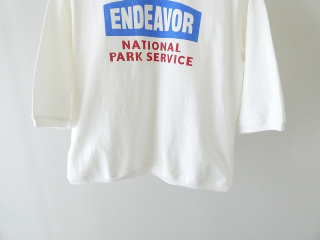 ENDEAVOR
NATIONAL
PARK SERVICE